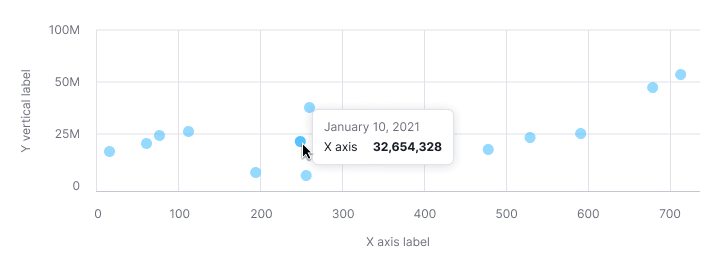 100M
50M
25M
0
Y vertical label
January 10, 2021
X axis 32,654,328
0 100 200 300 400 500 600 700
X axis label